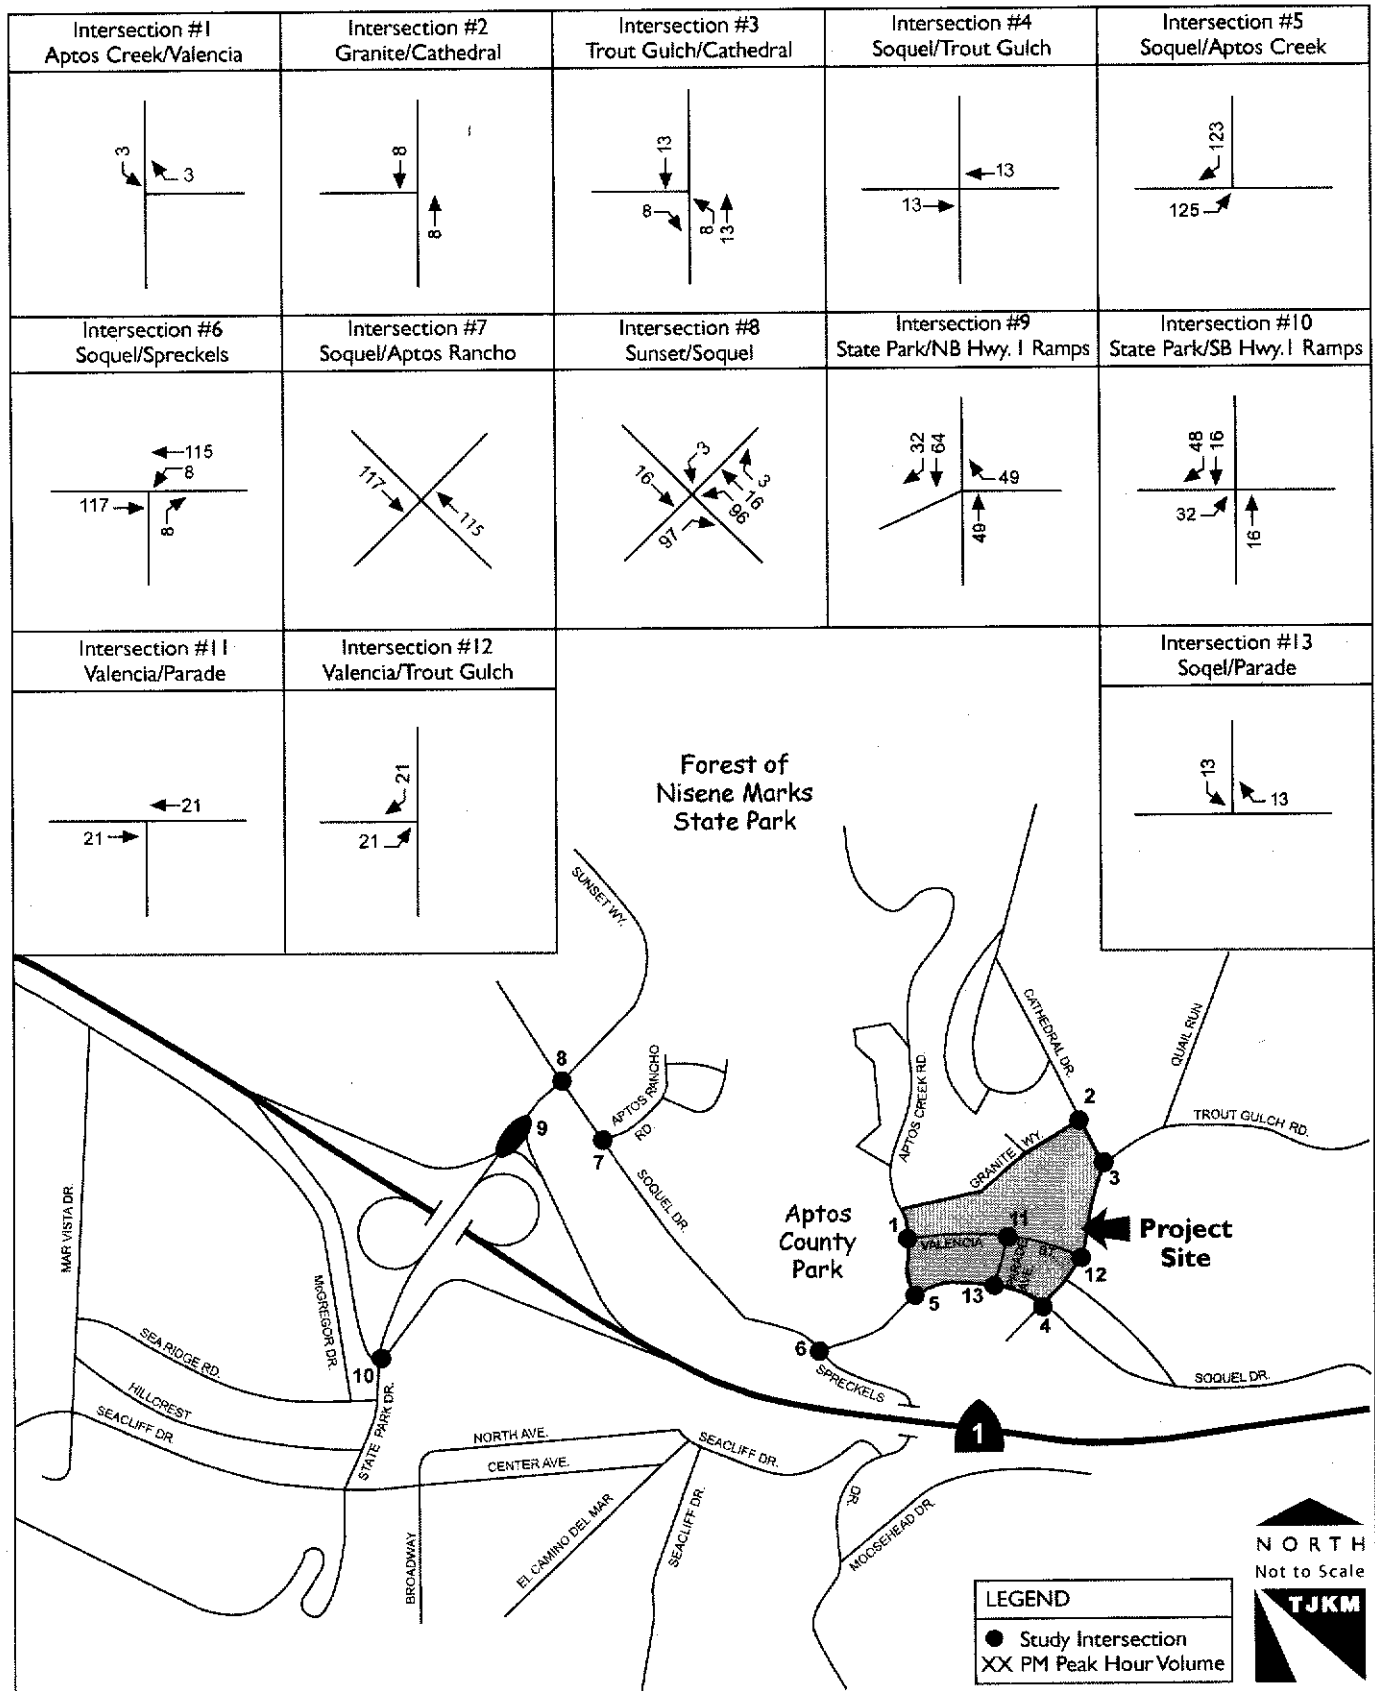 Intersection #1
Aptos Creek/Valencia
3
3
Intersection #2
Granite/Cathedral
8
8
Intersection #3
Trout Gulch/Cathedral
13
8
8
13
Intersection #4
Soquel/Trout Gulch
13
13
Intersection #5
Soquel/Aptos Creek
123
125
Intersection #6
Soquel/Spreckels
115
8
117
8
Intersection #7
Soquel/Aptos Rancho
117
115
Intersection #8
Sunset/Soquel
3
16
3
16
96
97
Intersection #9
State Park/NB Hwy. 1 Ramps
32
64
49
49
Intersection #10
State Park/SB Hwy.1 Ramps
48
16
32
16
Intersection #11
Valencia/Parade
21
21
Intersection #12
Valencia/Trout Gulch
21
21
Intersection #13
Soqel/Parade
13
13
Forest of
Nisene Marks
State Park
SUNSET WY.
CATHEDRAL DR.
QUAIL RUN
8
APTOS RANCHO
RD.
APTOS CREEK RD.
2
TROUT GULCH RD.
9
7
GRANITE WY.
3
SOQUEL DR.
MAR VISTA DR.
Aptos
County
Park
1
VALENCIA
11
ST.
PARADE
AVE.
Project
Site
12
5
13
4
McGREGOR DR.
SEA RIDGE RD.
10
6
SPRECKELS
SOQUEL DR.
HILLCREST
SEACLIFF DR.
STATE PARK DR.
NORTH AVE.
CENTER AVE.
SEACLIFF DR.
1
DR.
MOOSEHEAD DR.
BROADWAY
EL CAMINO DEL MAR
SEACLIFF DR.
NORTH
Not to Scale
TJKM
LEGEND
Study Intersection
XX PM Peak Hour Volume